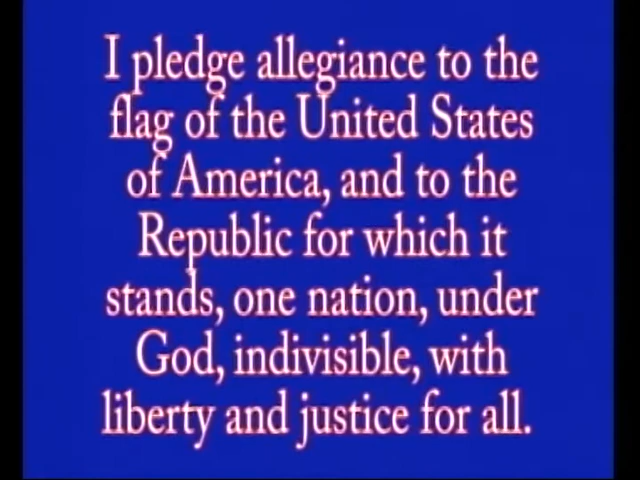 I pledge allegiance to the
flag of the United States
of America, and to the
Republic for which it
stands, one nation, under
God, indivisible, with
liberty and justice for all.